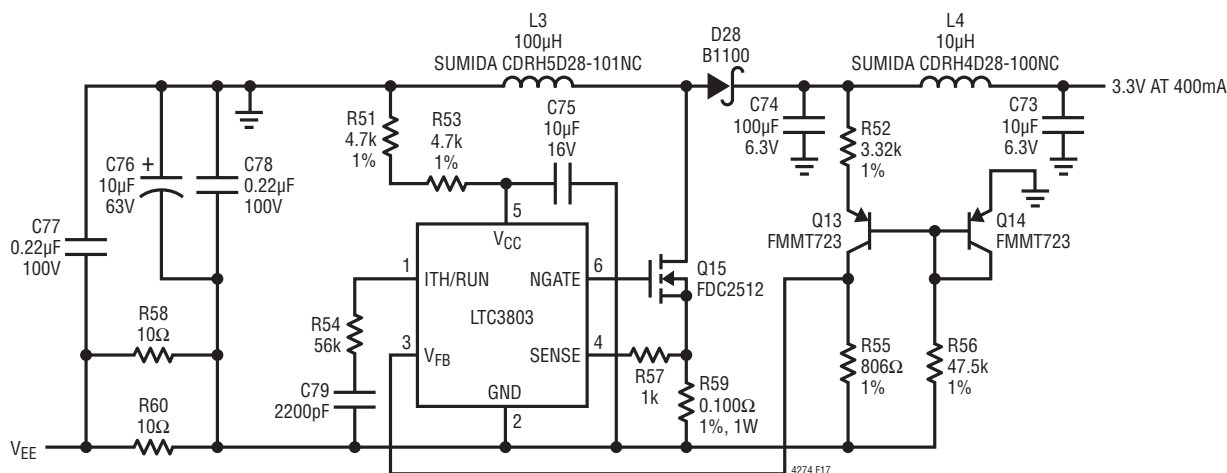 L3
100µH
SUMIDA CDRH5D28-101NC
D28
B1100
L4
10µH
SUMIDA CDRH4D28-100NC
3.3V AT 400mA
C76
10µF
63V
+
C78
0.22µF
100V
C77
0.22µF
100V
R51
4.7k
1%
R53
4.7k
1%
C75
10µF
16V
C74
100µF
6.3V
R52
3.32k
1%
C73
10µF
6.3V
Q13
FMMT723
Q14
FMMT723
5
VCC
1
ITH/RUN
NGATE
6
Q15
FDC2512
LTC3803
3
VFB
SENSE
4
GND
2
R54
56k
C79
2200pF
R57
1k
R59
0.100Ω
1%, 1W
R55
806Ω
1%
R56
47.5k
1%
R58
10Ω
R60
10Ω
VEE
4274 F17